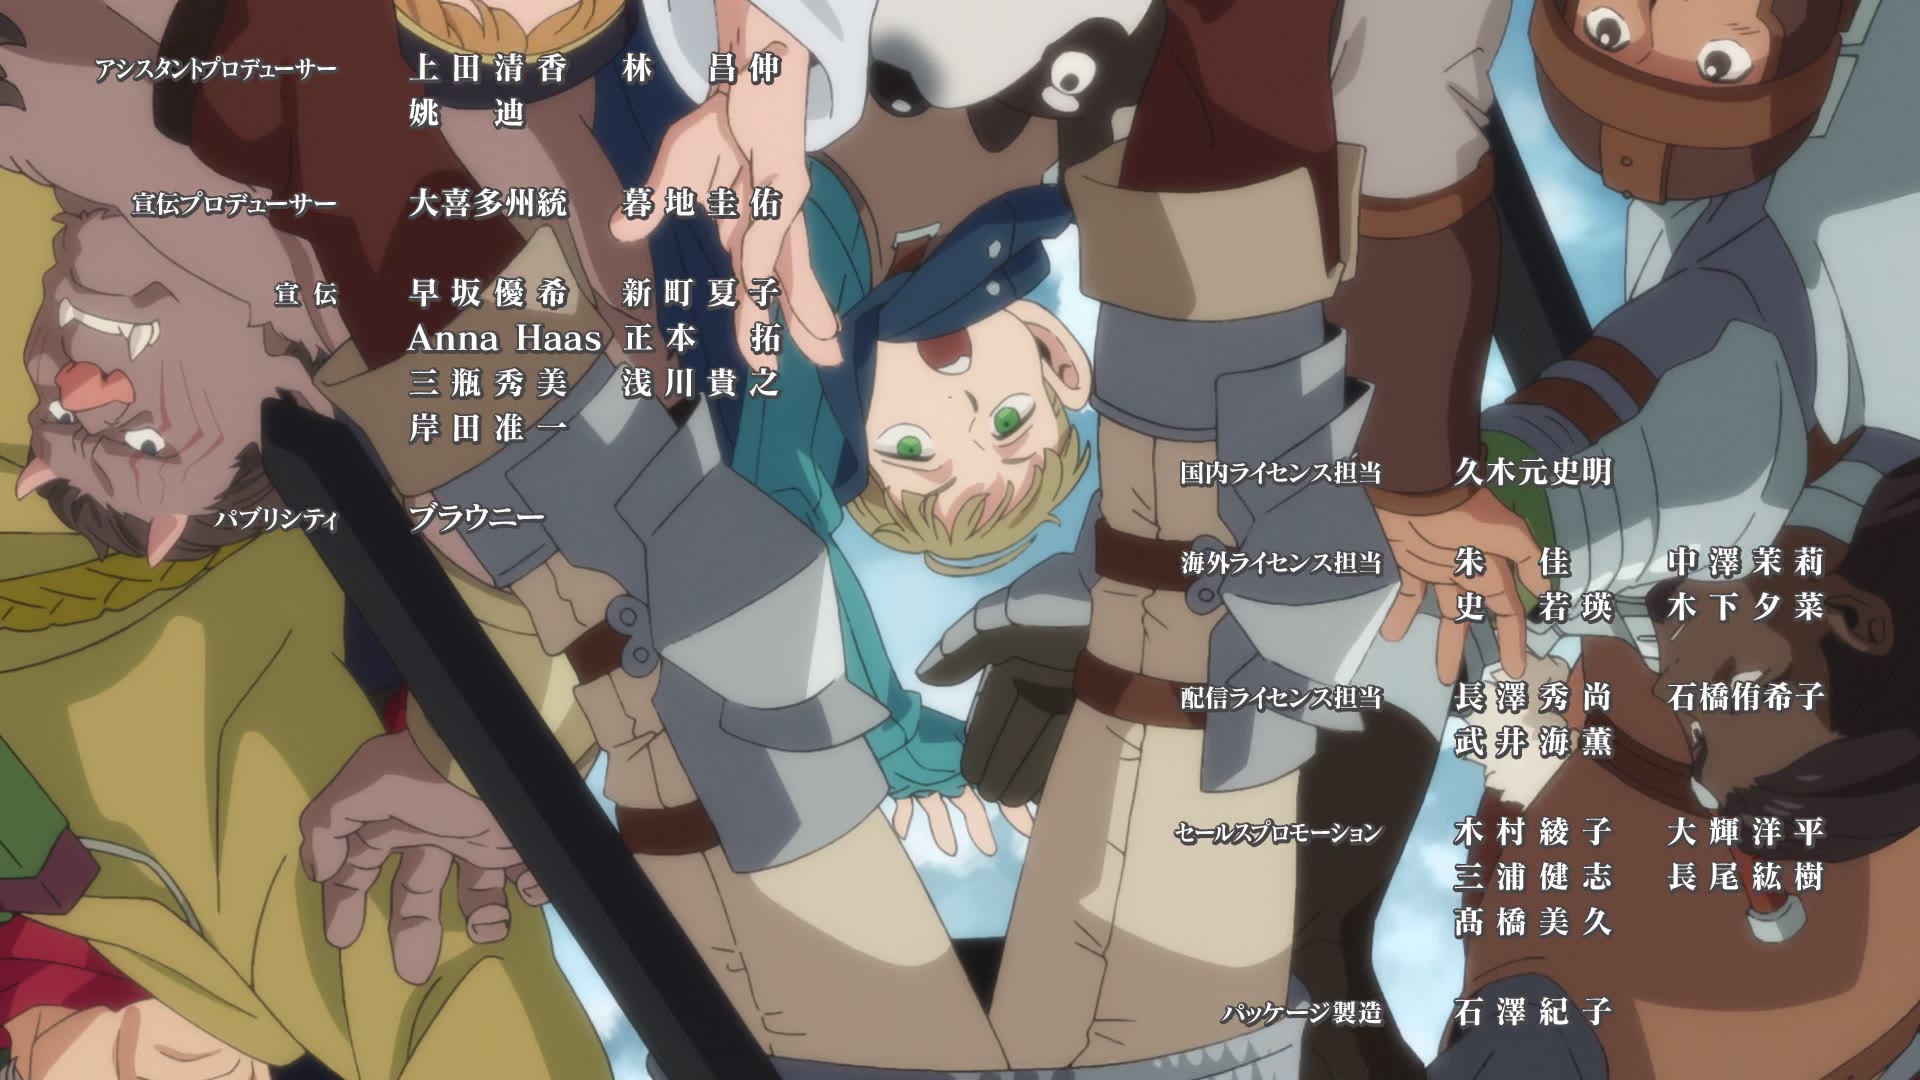 アシスタントプロデューサー 上田清香 林 昌伸
姚 迪
宣伝プロデューサー 大喜多州統 暮地圭佑
宣伝 早坂優希 新町夏子
Anna Haas 正本 拓
三瓶秀美 浅川貴之
岸田准一
パブリシティ ブラウニー
国内ライセンス担当 久木元史明
海外ライセンス担当 朱 佳 中澤茉莉
史 若瑛 木下夕菜
配信ライセンス担当 長澤秀尚 石橋侑希子
武井海薫
セールスプロモーション 木村綾子 大輝洋平
三浦健志 長尾紘樹
髙橋美久
パッケージ製造 石澤紀子